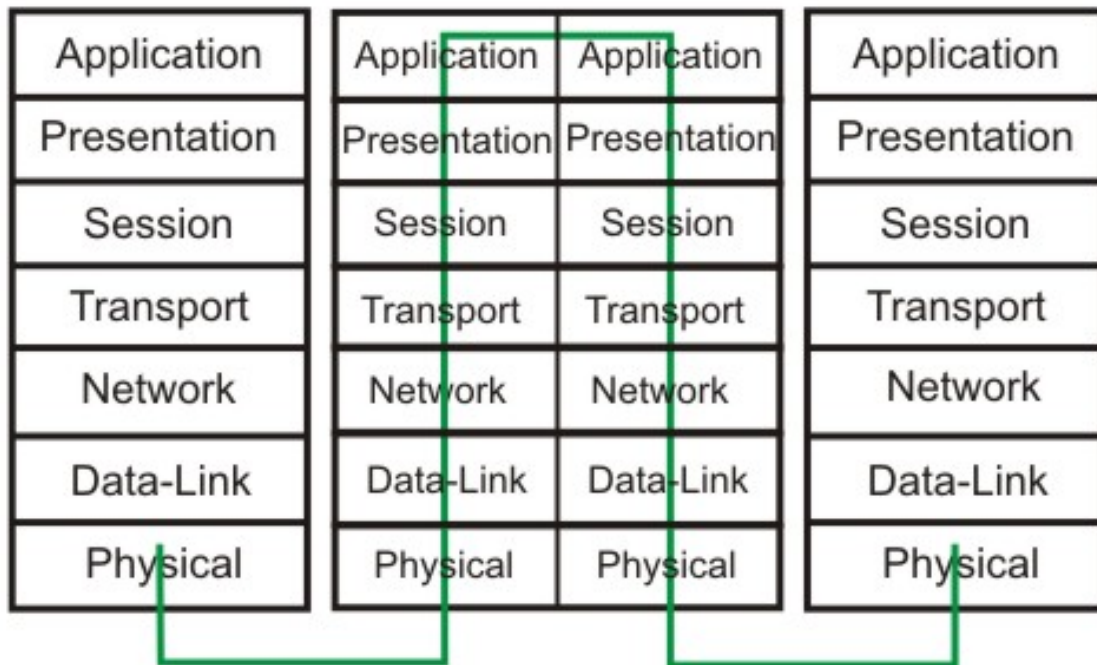 Application Application Application Application
Presentation Presentation Presentation Presentation
Session Session Session Session
Transport Transport Transport Transport
Network Network Network Network
Data-Link Data-Link Data-Link Data-Link
Physical Physical Physical Physical